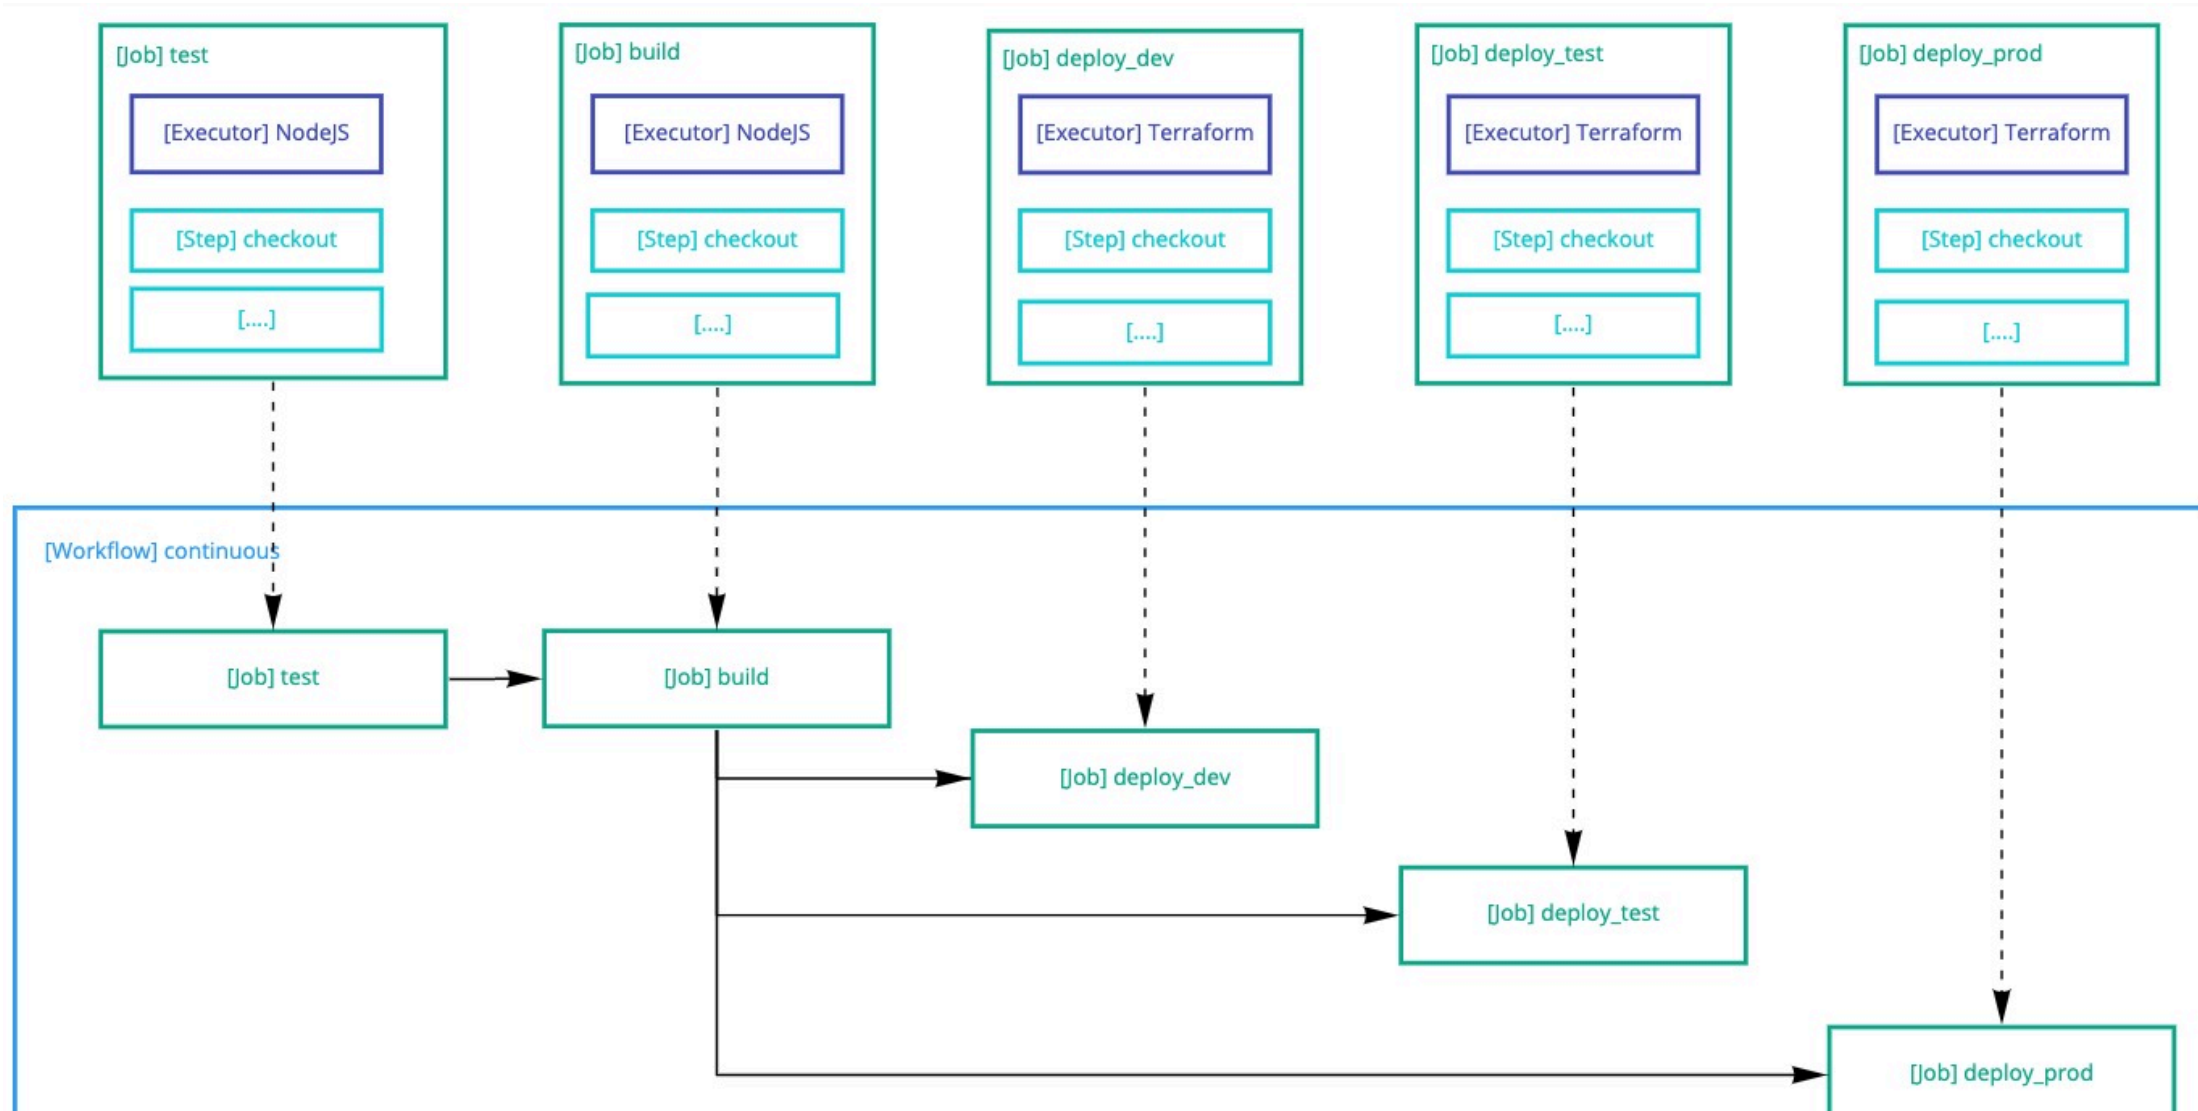 [Job] test
[Executor] NodeJS
[Step] checkout
[....]
[Job] build
[Executor] NodeJS
[Step] checkout
[....]
[Job] deploy_dev
[Executor] Terraform
[Step] checkout
[....]
[Job] deploy_test
[Executor] Terraform
[Step] checkout
[....]
[Job] deploy_prod
[Executor] Terraform
[Step] checkout
[....]
[Workflow] continuous
[Job] test
[Job] build
[Job] deploy_dev
[Job] deploy_test
[Job] deploy_prod